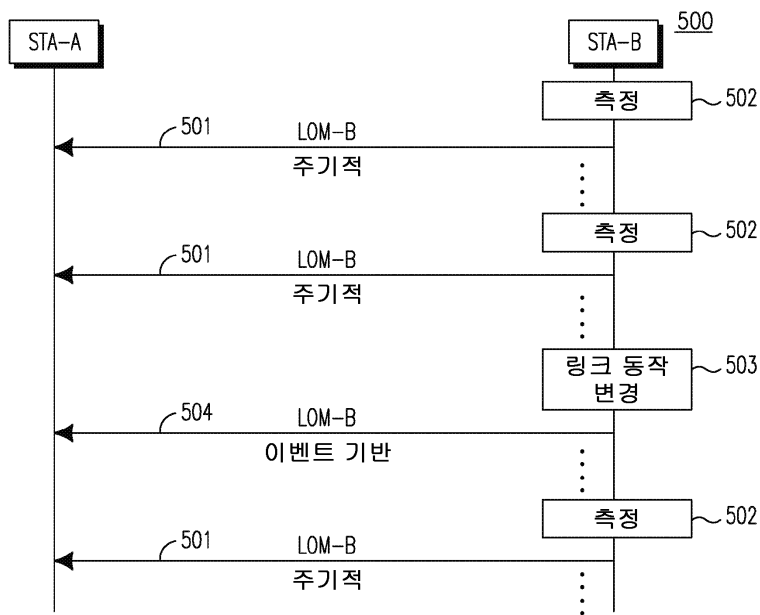 500
STA-A
STA-B
측정
502
501
LOM-B
주기적
측정
502
501
LOM-B
주기적
링크 동작
변경
503
504
LOM-B
이벤트 기반
측정
502
501
LOM-B
주기적